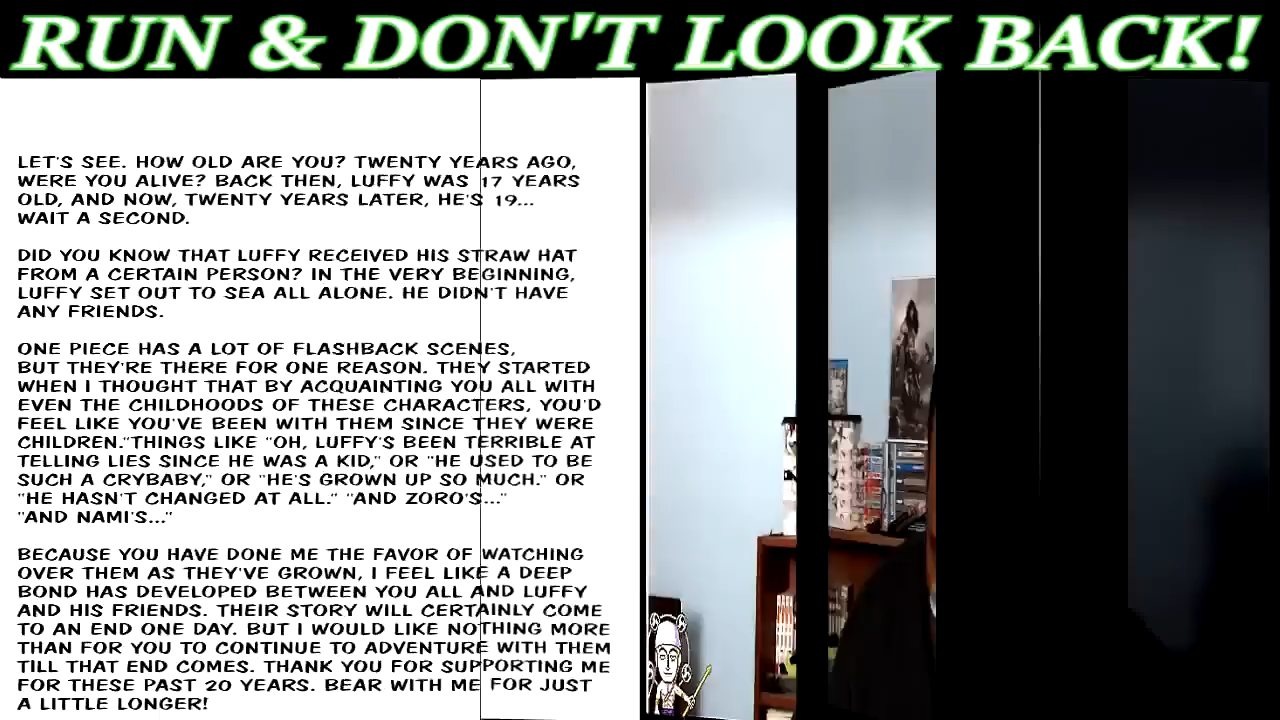 RUN & DON'T LOOK BACK!
LET'S SEE. HOW OLD ARE YOU? TWENTY YEARS AGO,
WERE YOU ALIVE? BACK THEN, LUFFY WAS 17 YEARS
OLD, AND NOW, TWENTY YEARS LATER, HE'S 19...
WAIT A SECOND.
DID YOU KNOW THAT LUFFY RECEIVED HIS STRAW HAT
FROM A CERTAIN PERSON? IN THE VERY BEGINNING,
LUFFY SET OUT TO SEA ALL ALONE. HE DIDN'T HAVE
ANY FRIENDS.
ONE PIECE HAS A LOT OF FLASHBACK SCENES,
BUT THEY'RE THERE FOR ONE REASON. THEY STARTED
WHEN I THOUGHT THAT BY ACQUAINTING YOU ALL WITH
EVEN THE CHILDHOODS OF THESE CHARACTERS, YOU'D
FEEL LIKE YOU'VE BEEN WITH THEM SINCE THEY WERE
CHILDREN."THINGS LIKE "OH, LUFFY'S BEEN TERRIBLE AT
TELLING LIES SINCE HE WAS A KID," OR "HE USED TO BE
SUCH A CRYBABY," OR "HE'S GROWN UP SO MUCH." OR
"HE HASN'T CHANGED AT ALL." "AND ZORO'S..."
"AND NAMI'S..."
BECAUSE YOU HAVE DONE ME THE FAVOR OF WATCHING
OVER THEM AS THEY'VE GROWN, I FEEL LIKE A DEEP
BOND HAS DEVELOPED BETWEEN YOU ALL AND LUFFY
AND HIS FRIENDS. THEIR STORY WILL CERTAINLY COME
TO AN END ONE DAY. BUT I WOULD LIKE NOTHING MORE
THAN FOR YOU TO CONTINUE TO ADVENTURE WITH THEM
TILL THAT END COMES. THANK YOU FOR SUPPORTING ME
FOR THESE PAST 20 YEARS. BEAR WITH ME FOR JUST
A LITTLE LONGER!